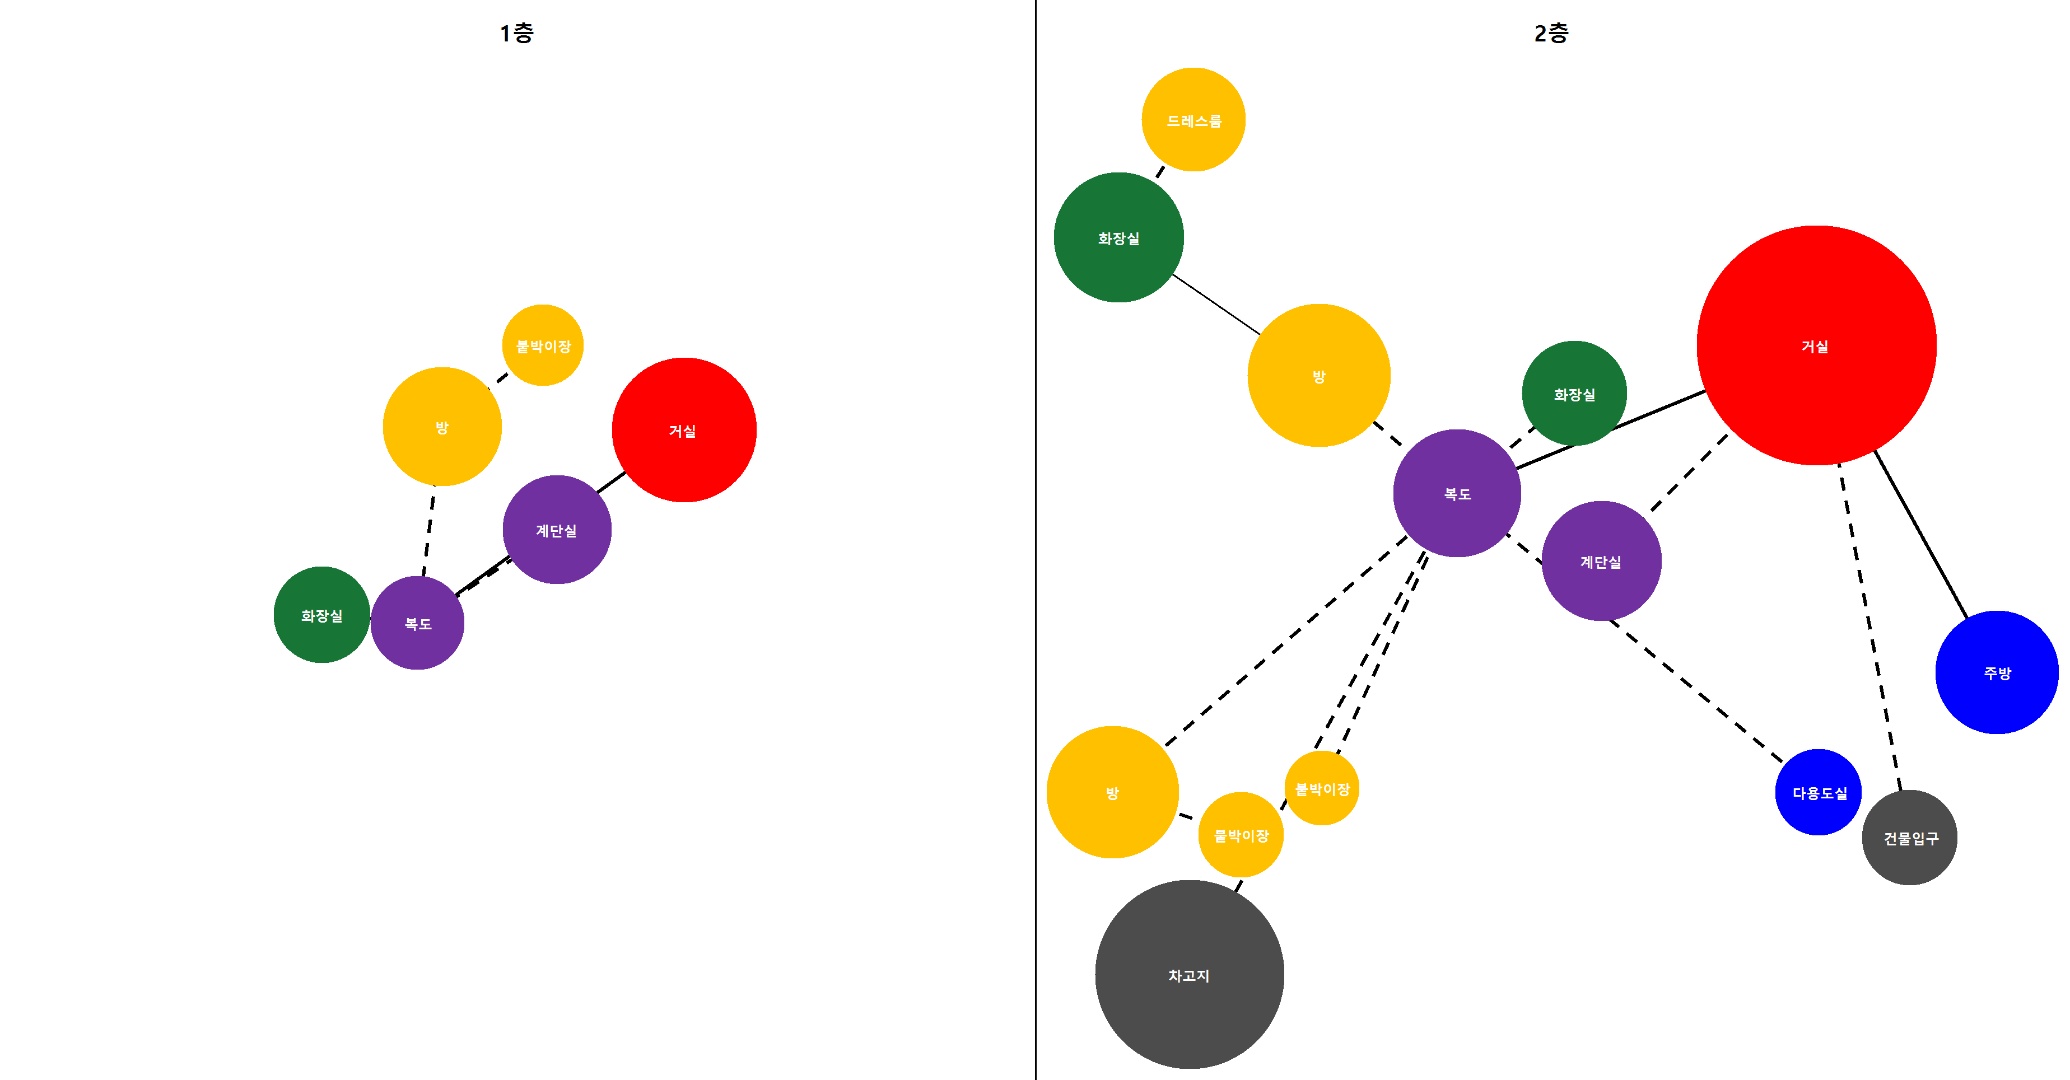 1층
붙박이장
방
거실
계단실
화장실
복도
2층
드레스룸
화장실
거실
방
화장실
복도
계단실
주방
붙박이장
방
다용도실
붙박이장
건물입구
차고지